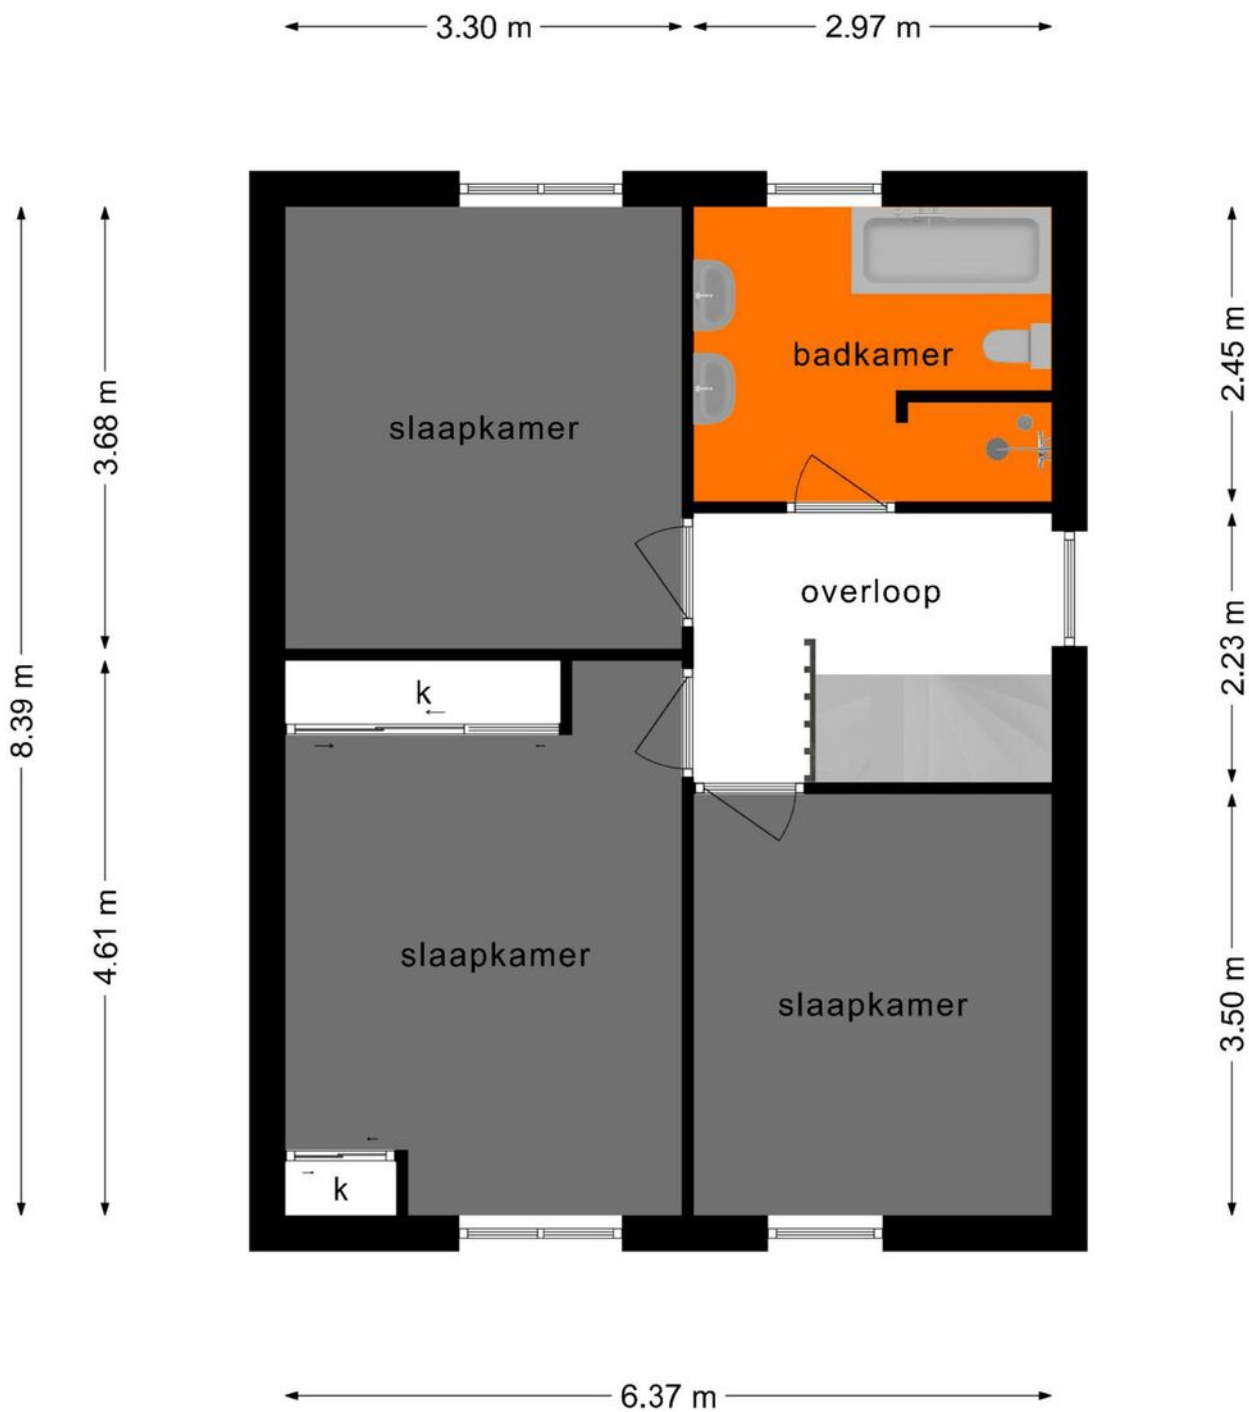 3.30 m
2.97 m
2.45 m
badkamer
3.68 m
slaapkamer
overloop
2.23 m
8.39 m
k
4.61 m
slaapkamer
slaapkamer
3.50 m
k
6.37 m